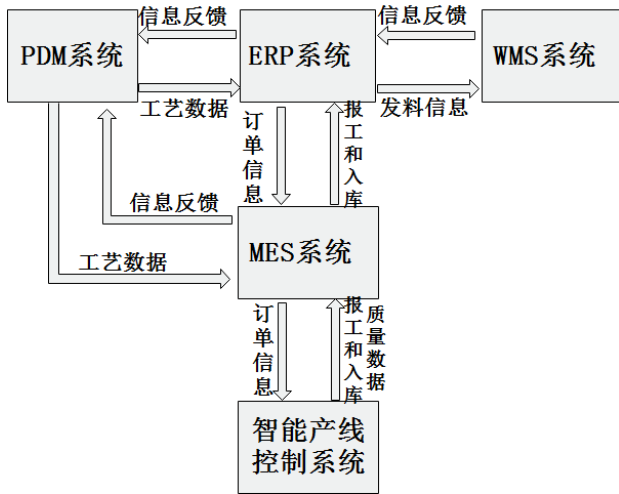 信息反馈
信息反馈
PDM系统
ERP系统
WMS系统
工艺数据
发料信息
订单信息
报工和入库
信息反馈
MES系统
工艺数据
订单信息
报工和入库
质量数据
智能产线
控制系统